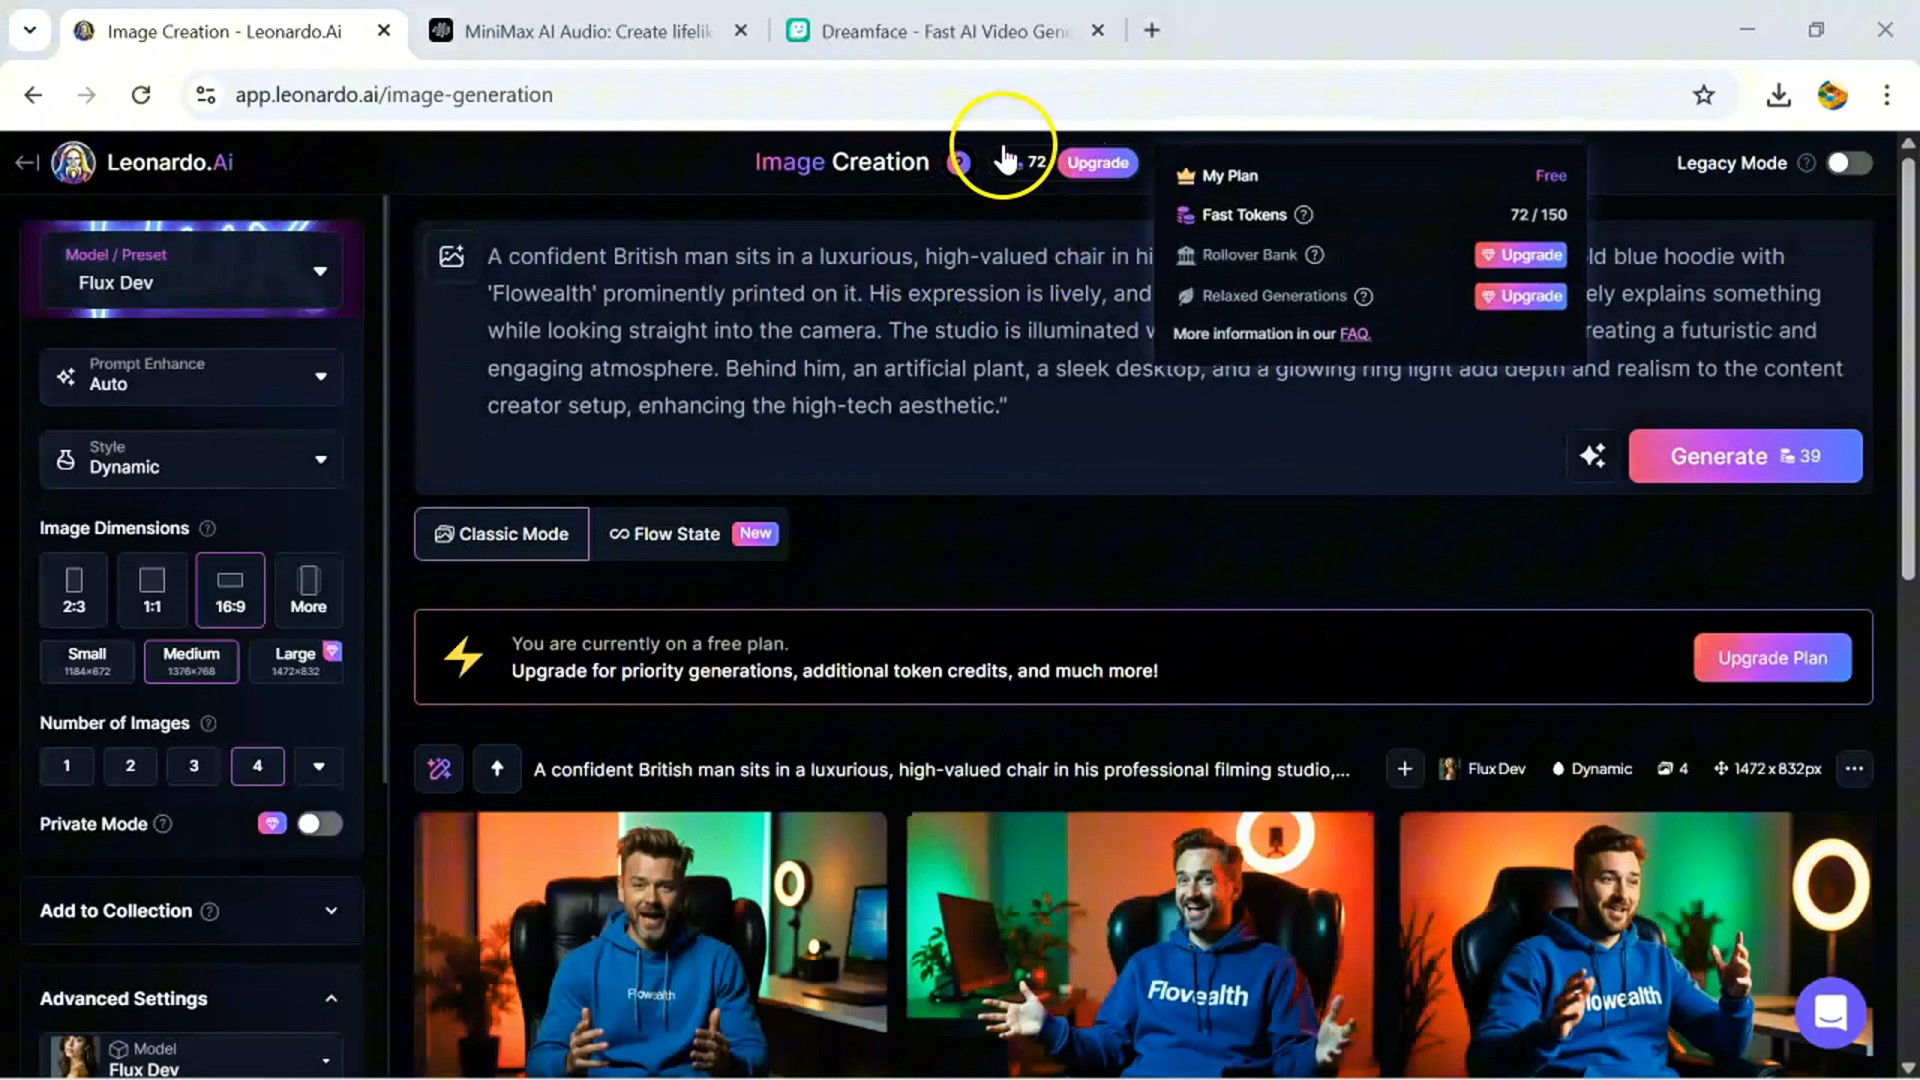 Image Creation - Leonardo.Ai
MiniMax AI Audio: Create lifelik
Dreamface - Fast AI Video Gene
app.leonardo.ai/image-generation
Leonardo.Ai
Image Creation
72
Upgrade
Legacy Mode
My Plan
Free
Fast Tokens
72 / 150
Rollover Bank
Upgrade
Relaxed Generations
Upgrade
More information in our FAQ.
Model / Preset
Flux Dev
Prompt Enhance
Auto
Style
Dynamic
Image Dimensions
2:3
1:1
16:9
More
Small
1184×672
Medium
1376×768
Large
1472×832
Number of Images
1
2
3
4
Private Mode
Add to Collection
Advanced Settings
Model
Flux Dev
A confident British man sits in a luxurious, high-valued chair in hi ld blue hoodie with
'Flowealth' prominently printed on it. His expression is lively, and ely explains something
while looking straight into the camera. The studio is illuminated reating a futuristic and
engaging atmosphere. Behind him, an artificial plant, a sleek desktop, and a glowing ring light add depth and realism to the content
creator setup, enhancing the high-tech aesthetic."
Generate 39
Classic Mode
Flow State
New
You are currently on a free plan.
Upgrade for priority generations, additional token credits, and much more!
Upgrade Plan
A confident British man sits in a luxurious, high-valued chair in his professional filming studio,...
Flux Dev
Dynamic
4
1472 x 832px
Flowealth
Flovealth
lowealth